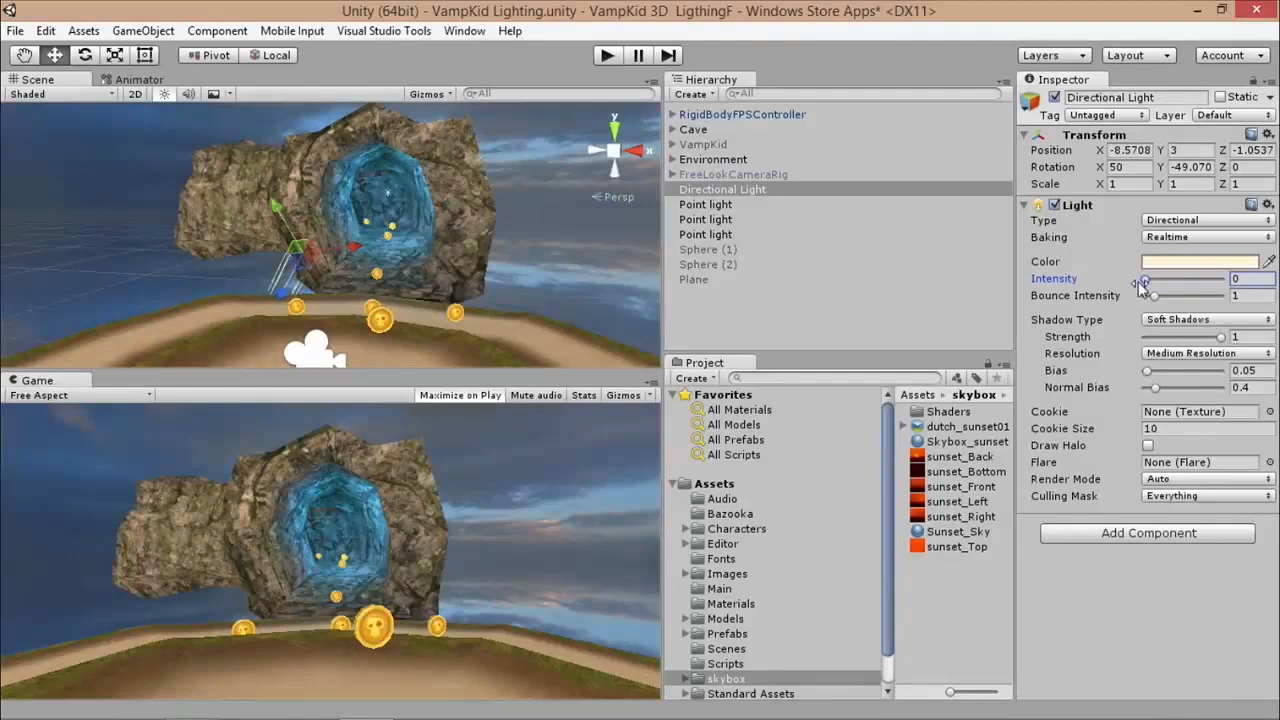 Unity (64bit) - VampKid Lighting.unity - VampKid 3D LigthingF - Windows Store Apps* <DX11>
File Edit Assets GameObject Component Mobile Input Visual Studio Tools Window Help
Pivot Local Layers Layout Account
Scene Animator
Shaded 2D Gizmos All
y x
Persp
Game
Free Aspect Maximize on Play Mute audio Stats Gizmos
Hierarchy
Create All
RigidBodyFPSController
Cave
VampKid
Environment
FreeLookCameraRig
Directional Light
Point light
Point light
Point light
Sphere (1)
Sphere (2)
Plane
Project
Create
Favorites
All Materials
All Models
All Prefabs
All Scripts
Assets
Audio
Bazooka
Characters
Editor
Fonts
Images
Main
Materials
Models
Prefabs
Scenes
Scripts
skybox
Standard Assets
Assets skybox
Shaders
dutch_sunset01
Skybox_sunset
sunset_Back
sunset_Bottom
sunset_Front
sunset_Left
sunset_Right
Sunset_Sky
sunset_Top
Inspector
Directional Light Static
Tag Untagged Layer Default
Transform
Position X -8.5708 Y 3 Z -1.0537
Rotation X 50 Y -49.070 Z 0
Scale X 1 Y 1 Z 1
Light
Type Directional
Baking Realtime
Color
Intensity 0
Bounce Intensity 1
Shadow Type Soft Shadows
Strength 1
Resolution Medium Resolution
Bias 0.05
Normal Bias 0.4
Cookie None (Texture)
Cookie Size 10
Draw Halo
Flare None (Flare)
Render Mode Auto
Culling Mask Everything
Add Component